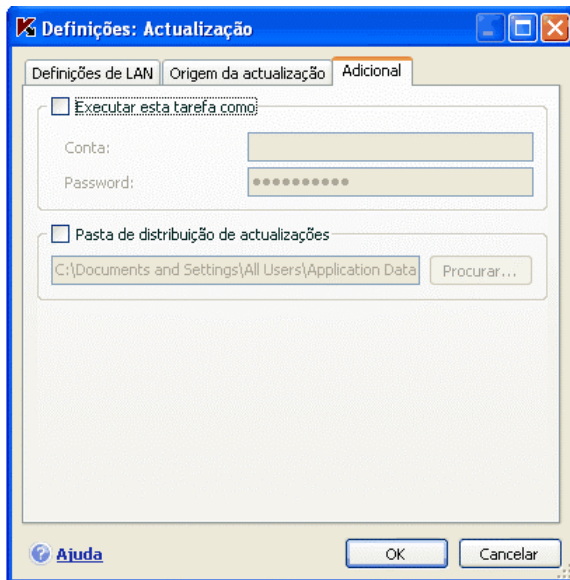 Definições: Actualização
Definições de LAN
Origem da actualização
Adicional
Executar esta tarefa como
Conta:
Password:
Pasta de distribuição de actualizações
C:\Documents and Settings\All Users\Application Data
Procurar...
Ajuda
OK
Cancelar